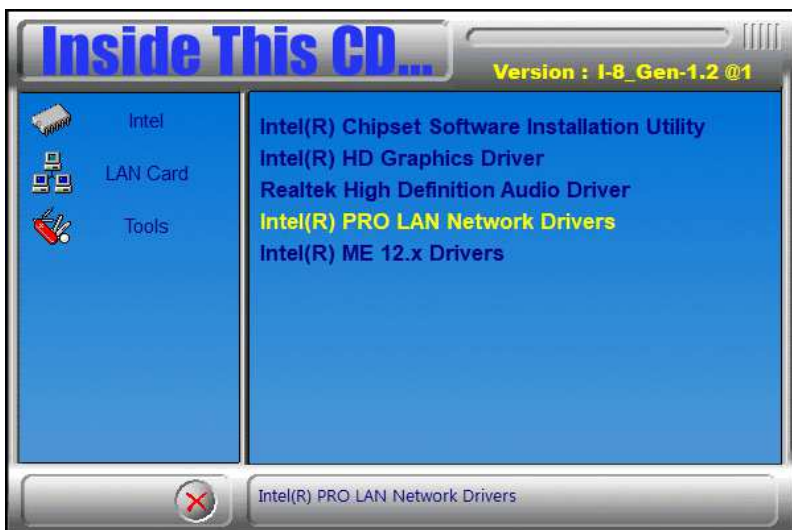 Inside This CD...
Version : I-8_Gen-1.2 @1
Intel
LAN Card
Tools
Intel(R) Chipset Software Installation Utility
Intel(R) HD Graphics Driver
Realtek High Definition Audio Driver
Intel(R) PRO LAN Network Drivers
Intel(R) ME 12.x Drivers
Intel(R) PRO LAN Network Drivers